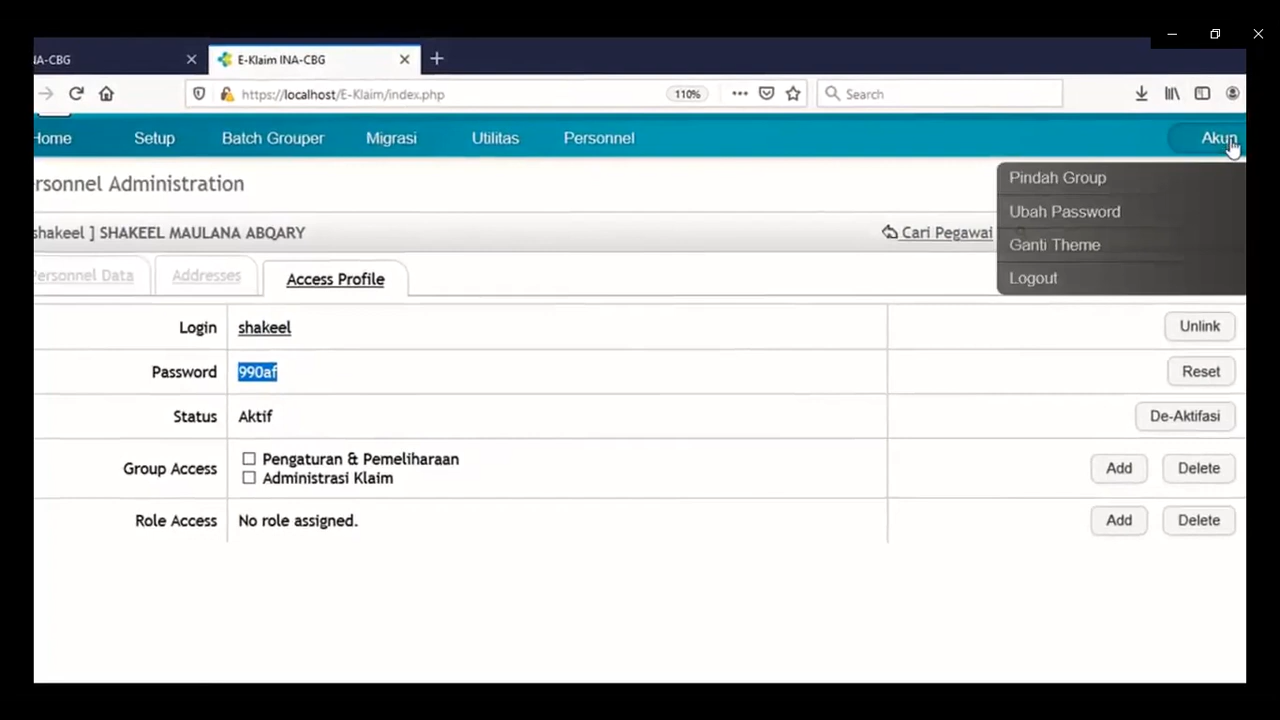 NA-CBG
E-Klaim INA-CBG
https://localhost/E-Klaim/index.php
110%
Search
Home
Setup
Batch Grouper
Migrasi
Utilitas
Personnel
Akun
ersonnel Administration
Pindah Group
shakeel ] SHAKEEL MAULANA ABQARY
Cari Pegawai
Ubah Password
Ganti Theme
Logout
Personnel Data
Addresses
Access Profile
Login
shakeel
Unlink
Password
990af
Reset
Status
Aktif
De-Aktifasi
Group Access
Pengaturan & Pemeliharaan
Administrasi Klaim
Add
Delete
Role Access
No role assigned.
Add
Delete